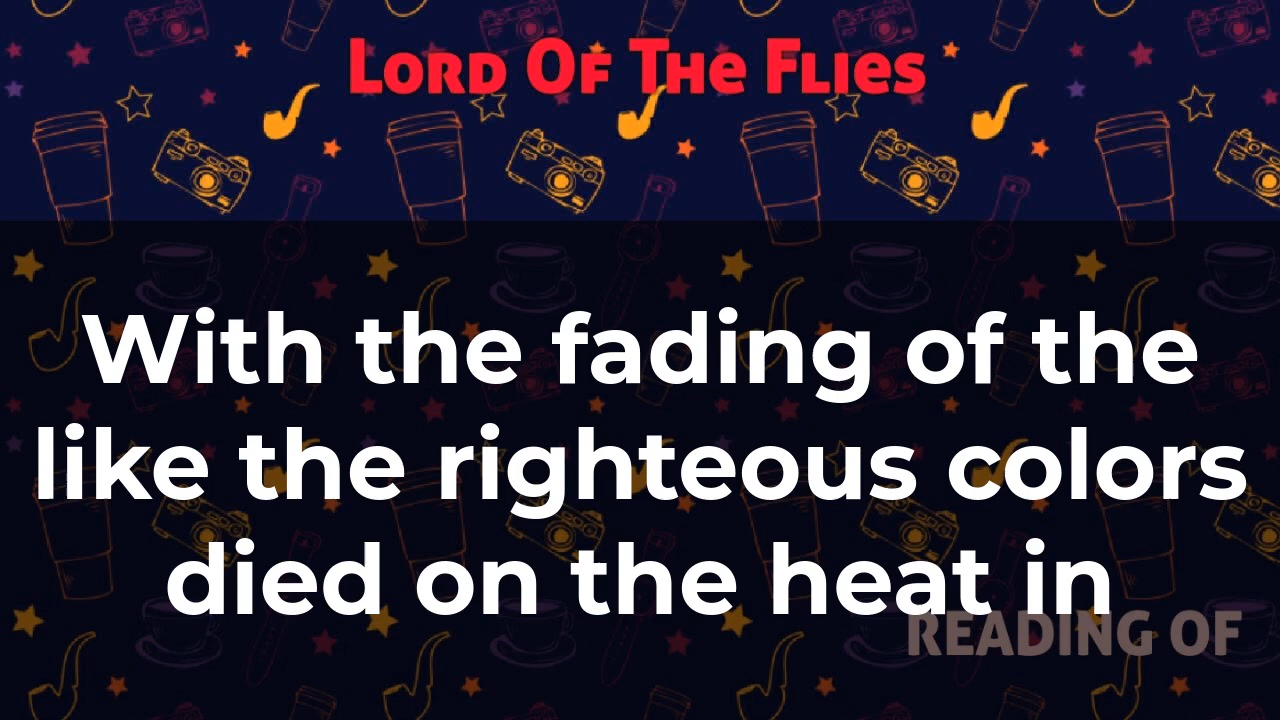 Lord Of The Flies
With the fading of the
like the righteous colors
died on the heat in
READING OF